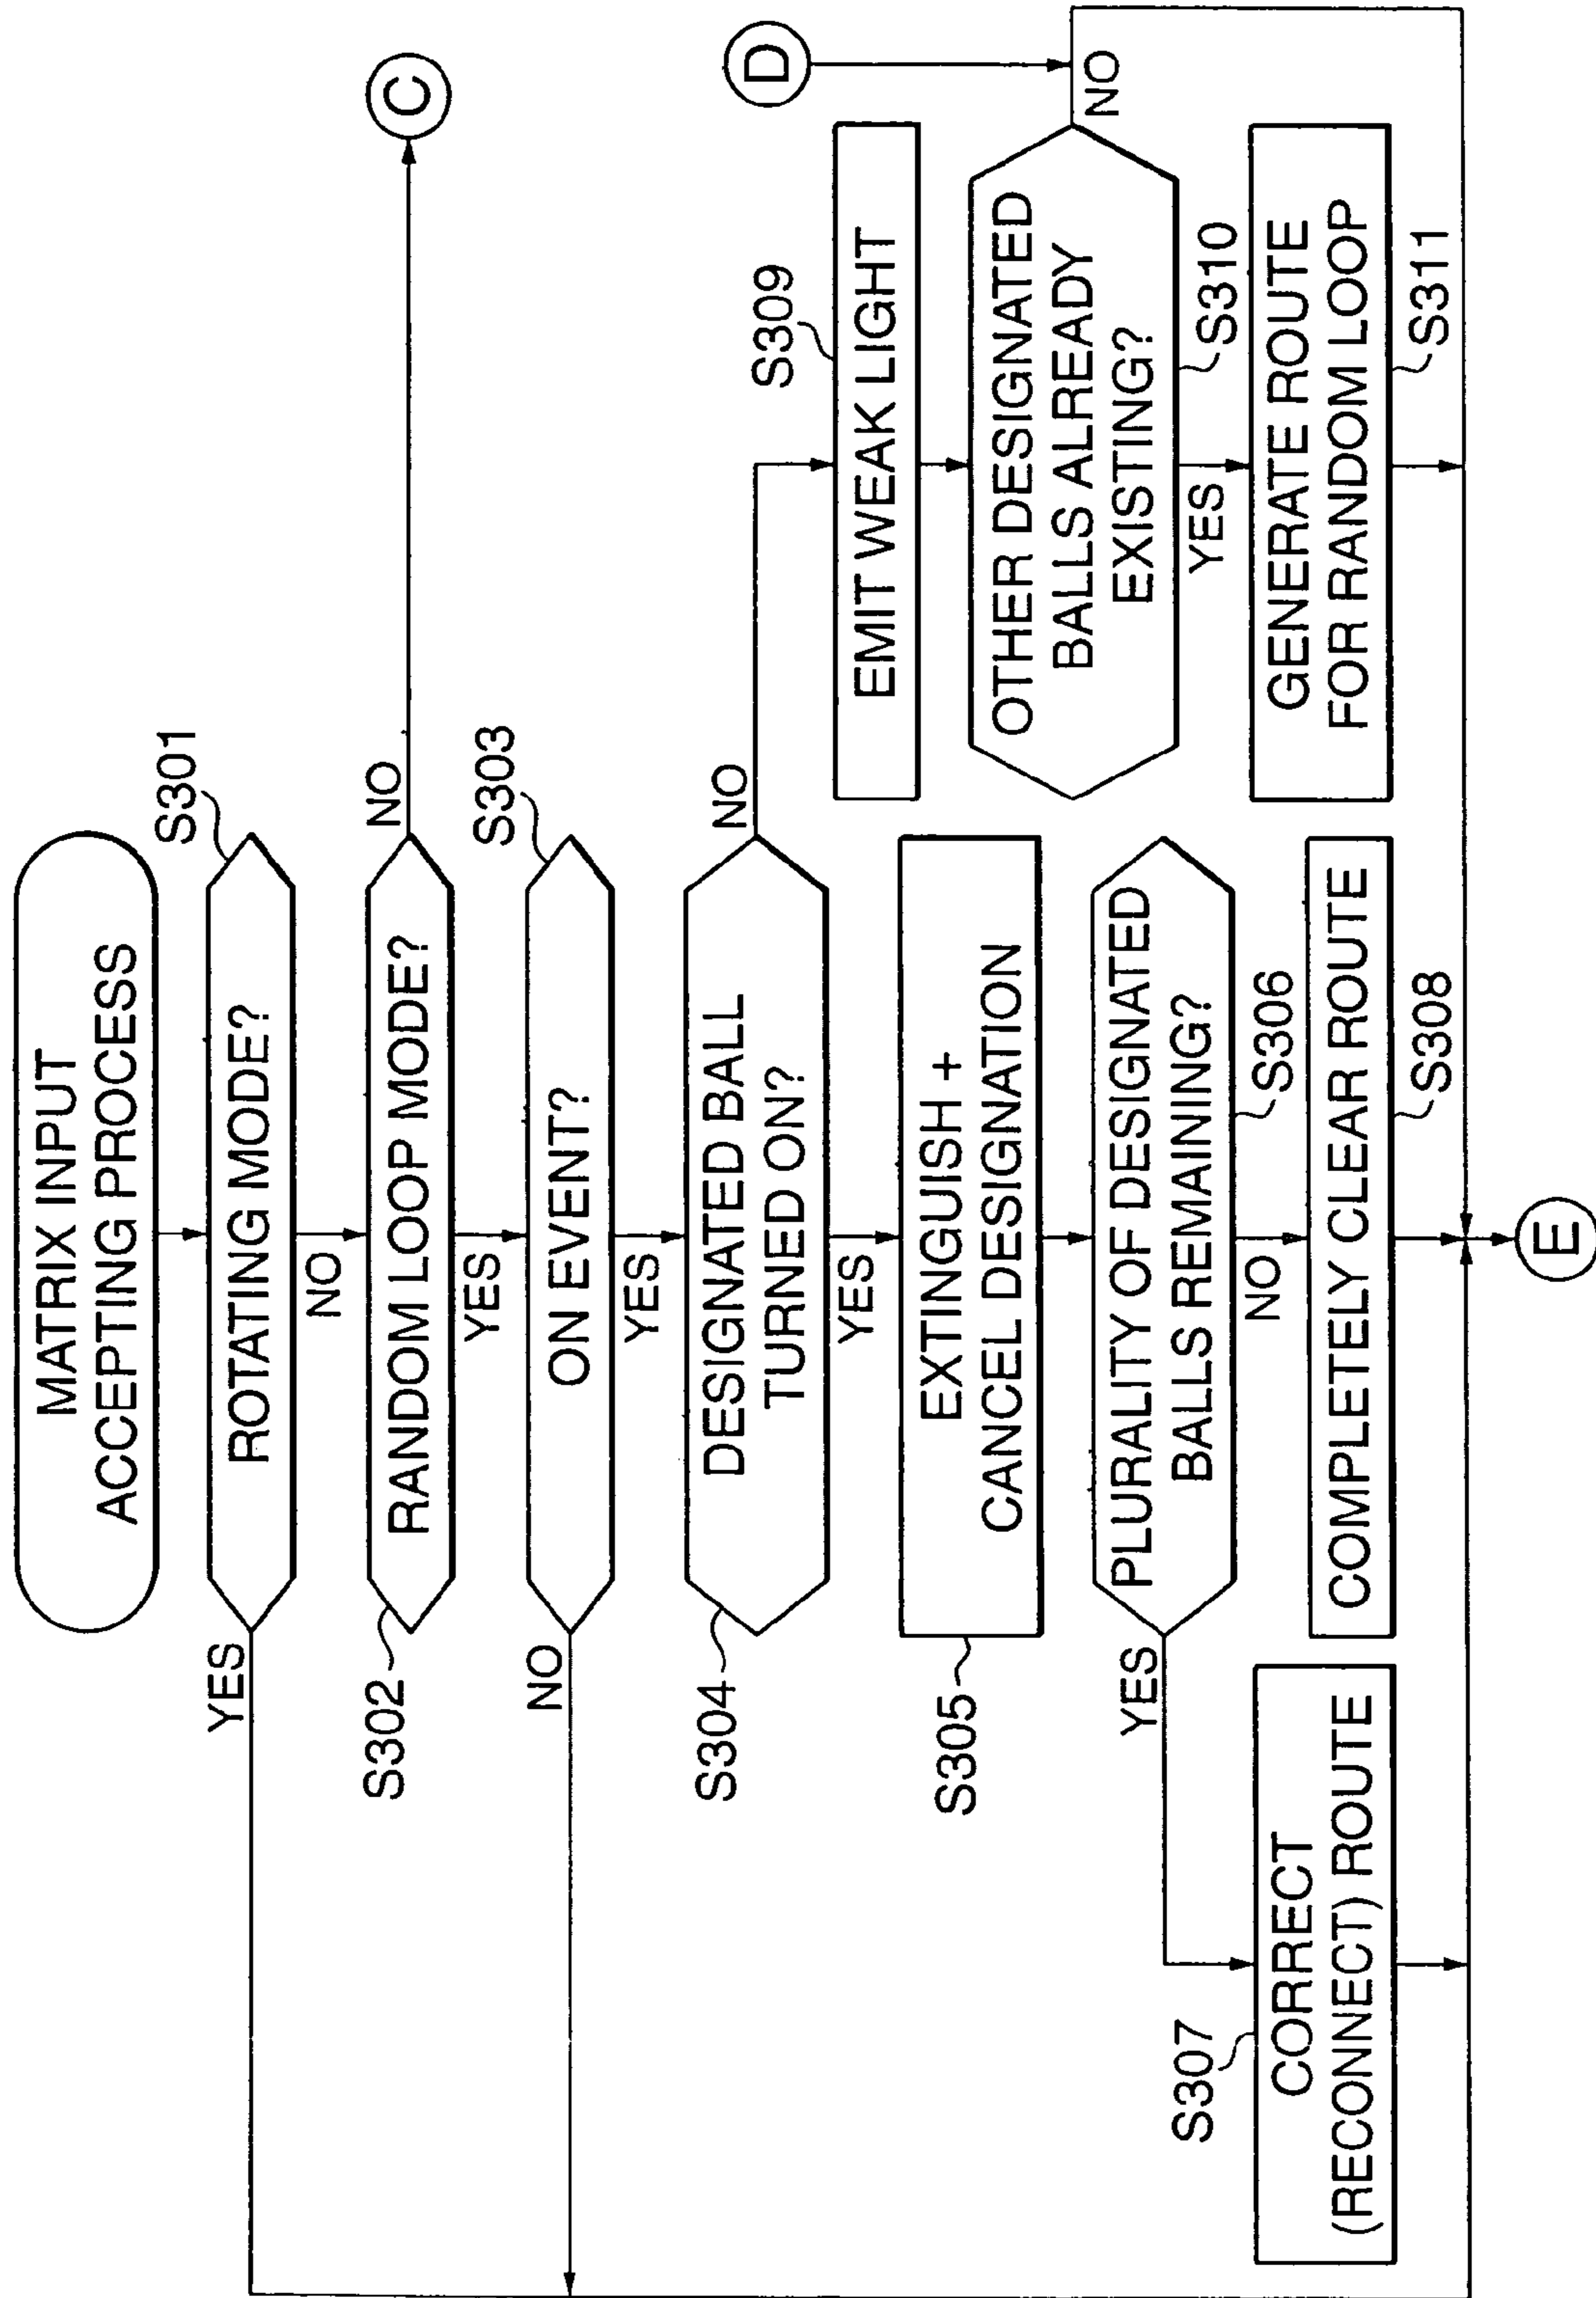 MATRIX INPUT
ACCEPTING PROCESS
S301
ROTATING MODE?
YES
NO
S302
RANDOM LOOP MODE?
NO
C
YES
S303
ON EVENT?
NO
YES
S304
DESIGNATED BALL
TURNED ON?
NO
YES
S305
EXTINGUISH +
CANCEL DESIGNATION
PLURALITY OF DESIGNATED
BALLS REMAINING?
S306
YES
NO
S307
CORRECT
(RECONNECT) ROUTE
COMPLETELY CLEAR ROUTE
S308
D
S309
EMIT WEAK LIGHT
OTHER DESIGNATED
BALLS ALREADY
EXISTING?
NO
S310
YES
GENERATE ROUTE
FOR RANDOM LOOP
S311
E